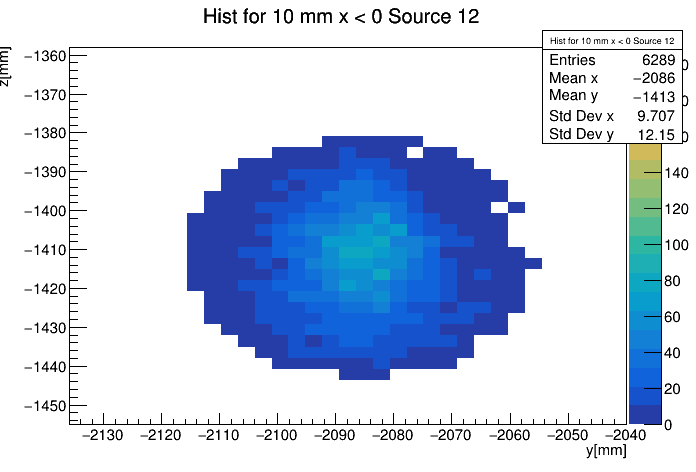 Hist for 10 mm x < 0 Source 12
Hist for 10 mm x < 0 Source 12
Entries 6289
Mean x −2086
Mean y −1413
Std Dev x 9.707
Std Dev y 12.15
z[mm]
−1360
−1370
−1380
−1390
−1400
−1410
−1420
−1430
−1440
−1450
0
0
0
140
120
100
80
60
40
20
0
−2130 −2120 −2110 −2100 −2090 −2080 −2070 −2060 −2050 −2040
y[mm]